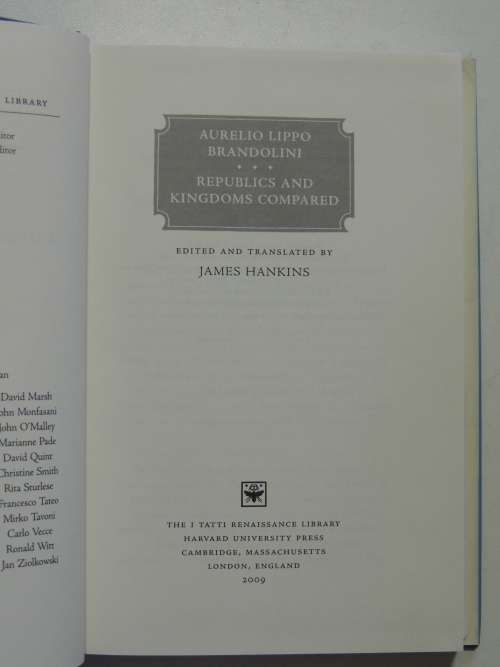 LIBRARY
itor
ditor
an
David Marsh
ohn Monfasani
John O'Malley
Marianne Pade
David Quint
Christine Smith
Rita Sturlese
Francesco Tateo
Mirko Tavoni
Carlo Vecce
Ronald Witt
Jan Ziolkowski
AURELIO LIPPO
BRANDOLINI
REPUBLICS AND
KINGDOMS COMPARED
EDITED AND TRANSLATED BY
JAMES HANKINS
THE I TATTI RENAISSANCE LIBRARY
HARVARD UNIVERSITY PRESS
CAMBRIDGE, MASSACHUSETTS
LONDON, ENGLAND
2009